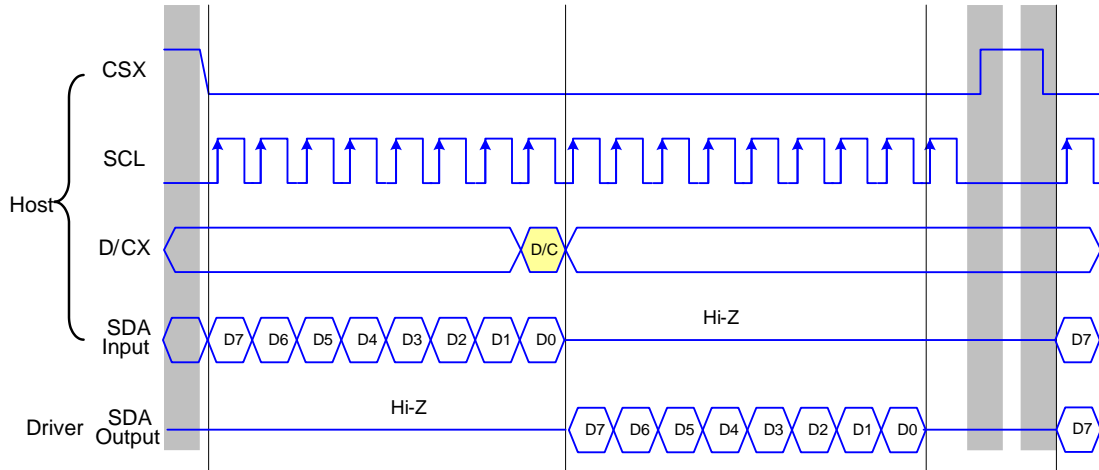 CSX
SCL
Host
D/CX
D/C
SDA
Input
D7 D6 D5 D4 D3 D2 D1 D0
Hi-Z
D7
Driver
SDA
Output
Hi-Z
D7 D6 D5 D4 D3 D2 D1 D0
D7